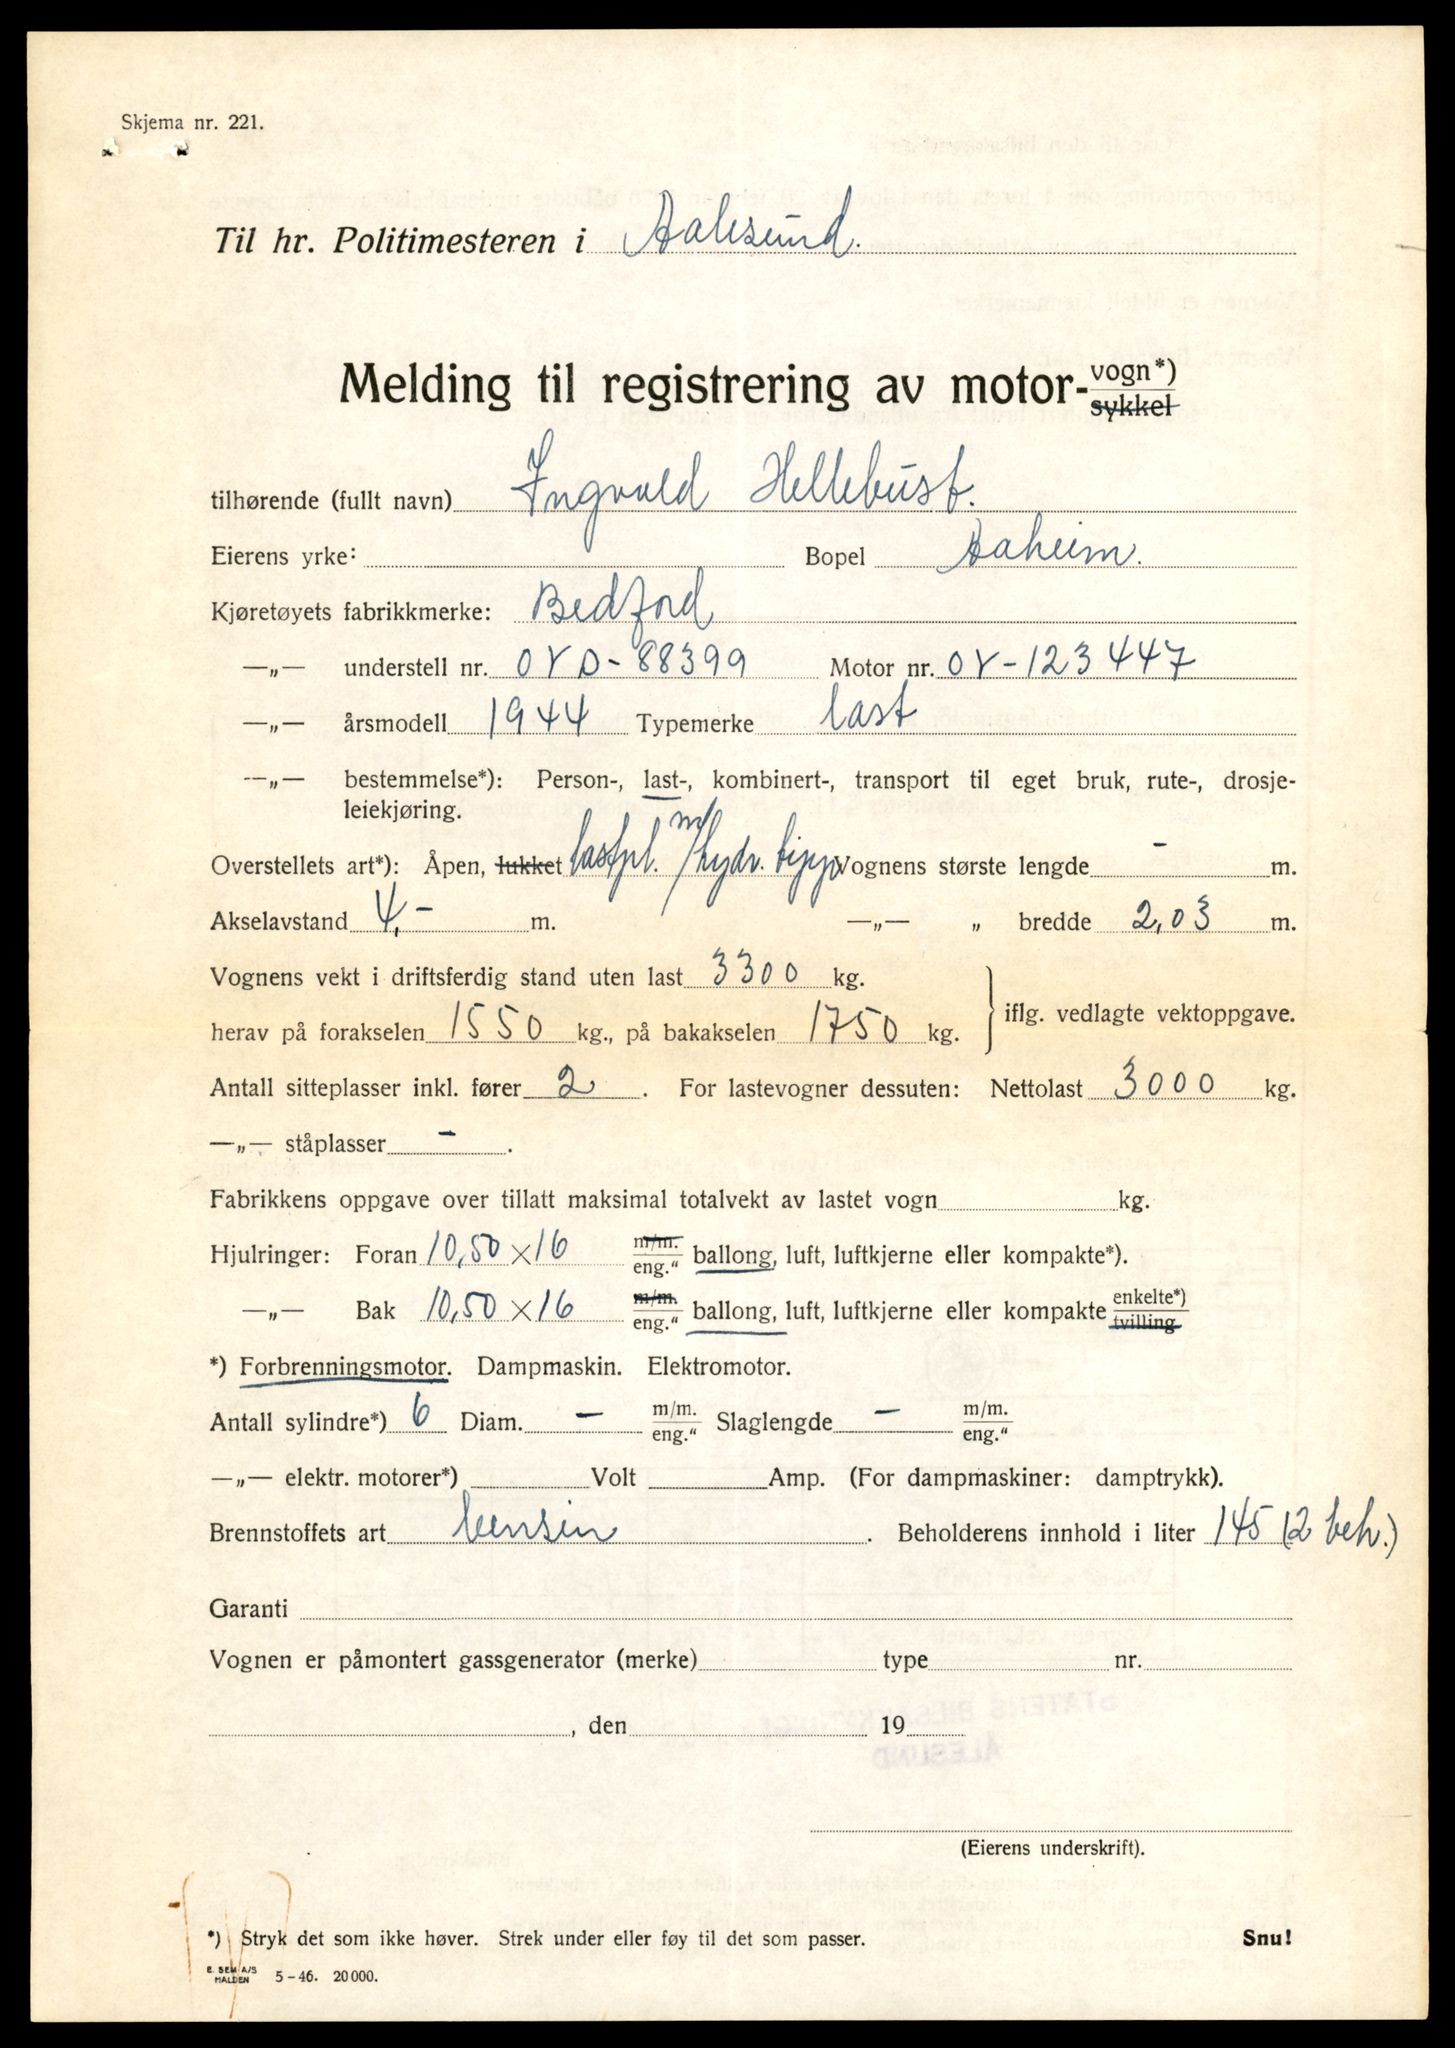 Skjema nr. 221.
Til hr. Politimesteren i Aalesund.
Melding til registrering av motor-vogn*) sykkel
tilhørende (fullt navn) Ingvald Hellebust.
Eierens yrke: Bopel Aaheim.
Kjøretøyets fabrikkmerke: Bedford
—„— understell nr. OYD-88399 Motor nr. OY-123447
—„— årsmodell 1944 Typemerke last
—„— bestemmelse*): Person-, last-, kombinert-, transport til eget bruk, rute-, drosje-
leiekjøring.
Overstellets art*): Åpen, lukket lastpl. m/hydr. tipp Vognens største lengde - m.
Akselavstand 4,- m. —„— „ bredde 2,03 m.
Vognens vekt i driftsferdig stand uten last 3300 kg.
herav på forakselen 1550 kg., på bakakselen 1750 kg. iflg. vedlagte vektoppgave.
Antall sitteplasser inkl. fører 2. For lastevogner dessuten: Nettolast 3000 kg.
—„— ståplasser - .
Fabrikkens oppgave over tillatt maksimal totalvekt av lastet vogn kg.
Hjulringer: Foran 10,50 × 16 m/m. eng.“ ballong, luft, luftkjerne eller kompakte*).
—„— Bak 10,50 × 16 m/m. eng.“ ballong, luft, luftkjerne eller kompakte enkelte*) tvilling
*) Forbrenningsmotor. Dampmaskin. Elektromotor.
Antall sylindre*) 6 Diam. - m/m. eng.“ Slaglengde - m/m. eng.“
—„— elektr. motorer*) Volt Amp. (For dampmaskiner: damptrykk).
Brennstoffets art bensin . Beholderens innhold i liter 145 (2 beh.)
Garanti
Vognen er påmontert gassgenerator (merke) type nr.
, den 19
(Eierens underskrift).
*) Stryk det som ikke høver. Strek under eller føy til det som passer. Snu!
E. SEM A/S
HALDEN 5-46. 20000.